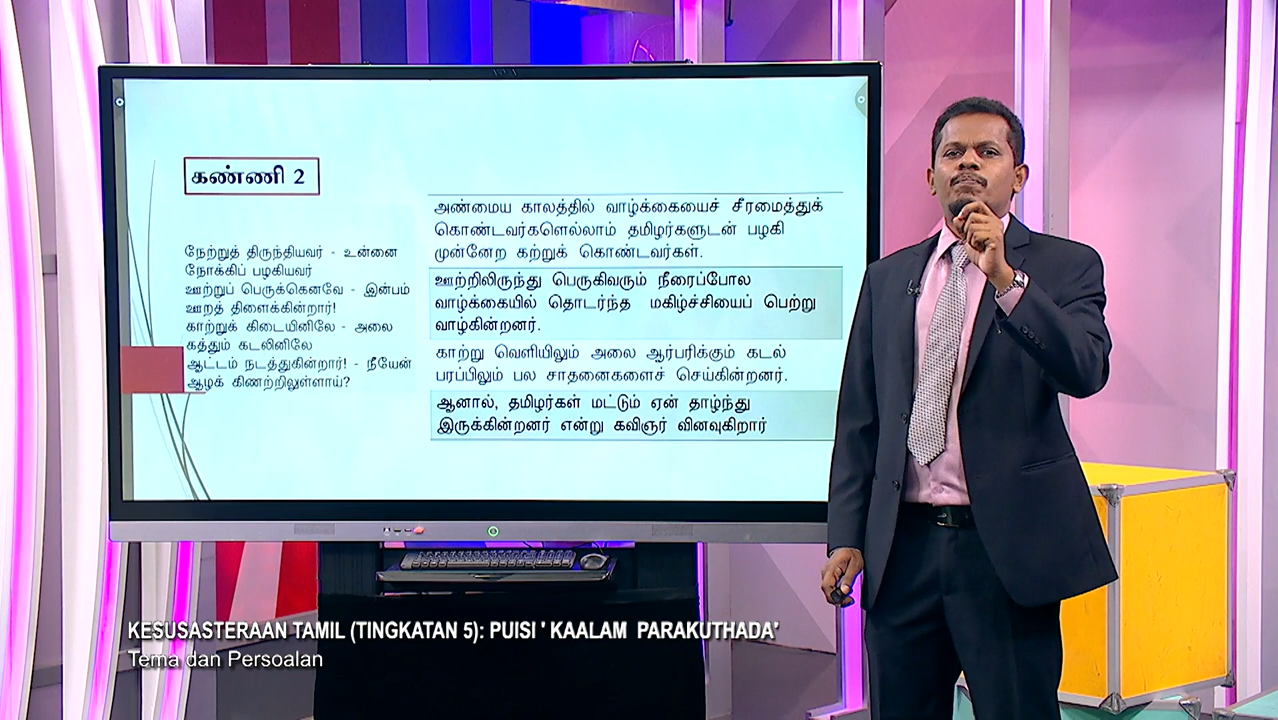 கண்ணி 2
நேற்றுத் திருந்தியவர் - உன்னை
நோக்கிப் பழகியவர்
ஊற்றுப் பெருக்கெனவே - இன்பம்
ஊறத் திளைக்கின்றார்!
காற்றுக் கிடையினிலே - அலை
கத்தும் கடலினிலே
ஆட்டம் நடத்துகின்றார்! - நீயேன்
ஆழக் கிணற்றிலுள்ளாய்?
அண்மைய காலத்தில் வாழ்க்கையைச் சீரமைத்துக்
கொண்டவர்களெல்லாம் தமிழர்களுடன் பழகி
முன்னேற கற்றுக் கொண்டவர்கள்.
ஊற்றிலிருந்து பெருகிவரும் நீரைப்போல
வாழ்க்கையில் தொடர்ந்த மகிழ்ச்சியைப் பெற்று
வாழ்கின்றனர்.
காற்று வெளியிலும் அலை ஆர்பரிக்கும் கடல்
பரப்பிலும் பல சாதனைகளைச் செய்கின்றனர்.
ஆனால், தமிழர்கள் மட்டும் ஏன் தாழ்ந்து
இருக்கின்றனர் என்று கவிஞர் வினவுகிறார்
KESUSASTERAAN TAMIL (TINGKATAN 5): PUISI ' KAALAM PARAKUTHADA'
Tema dan Persoalan